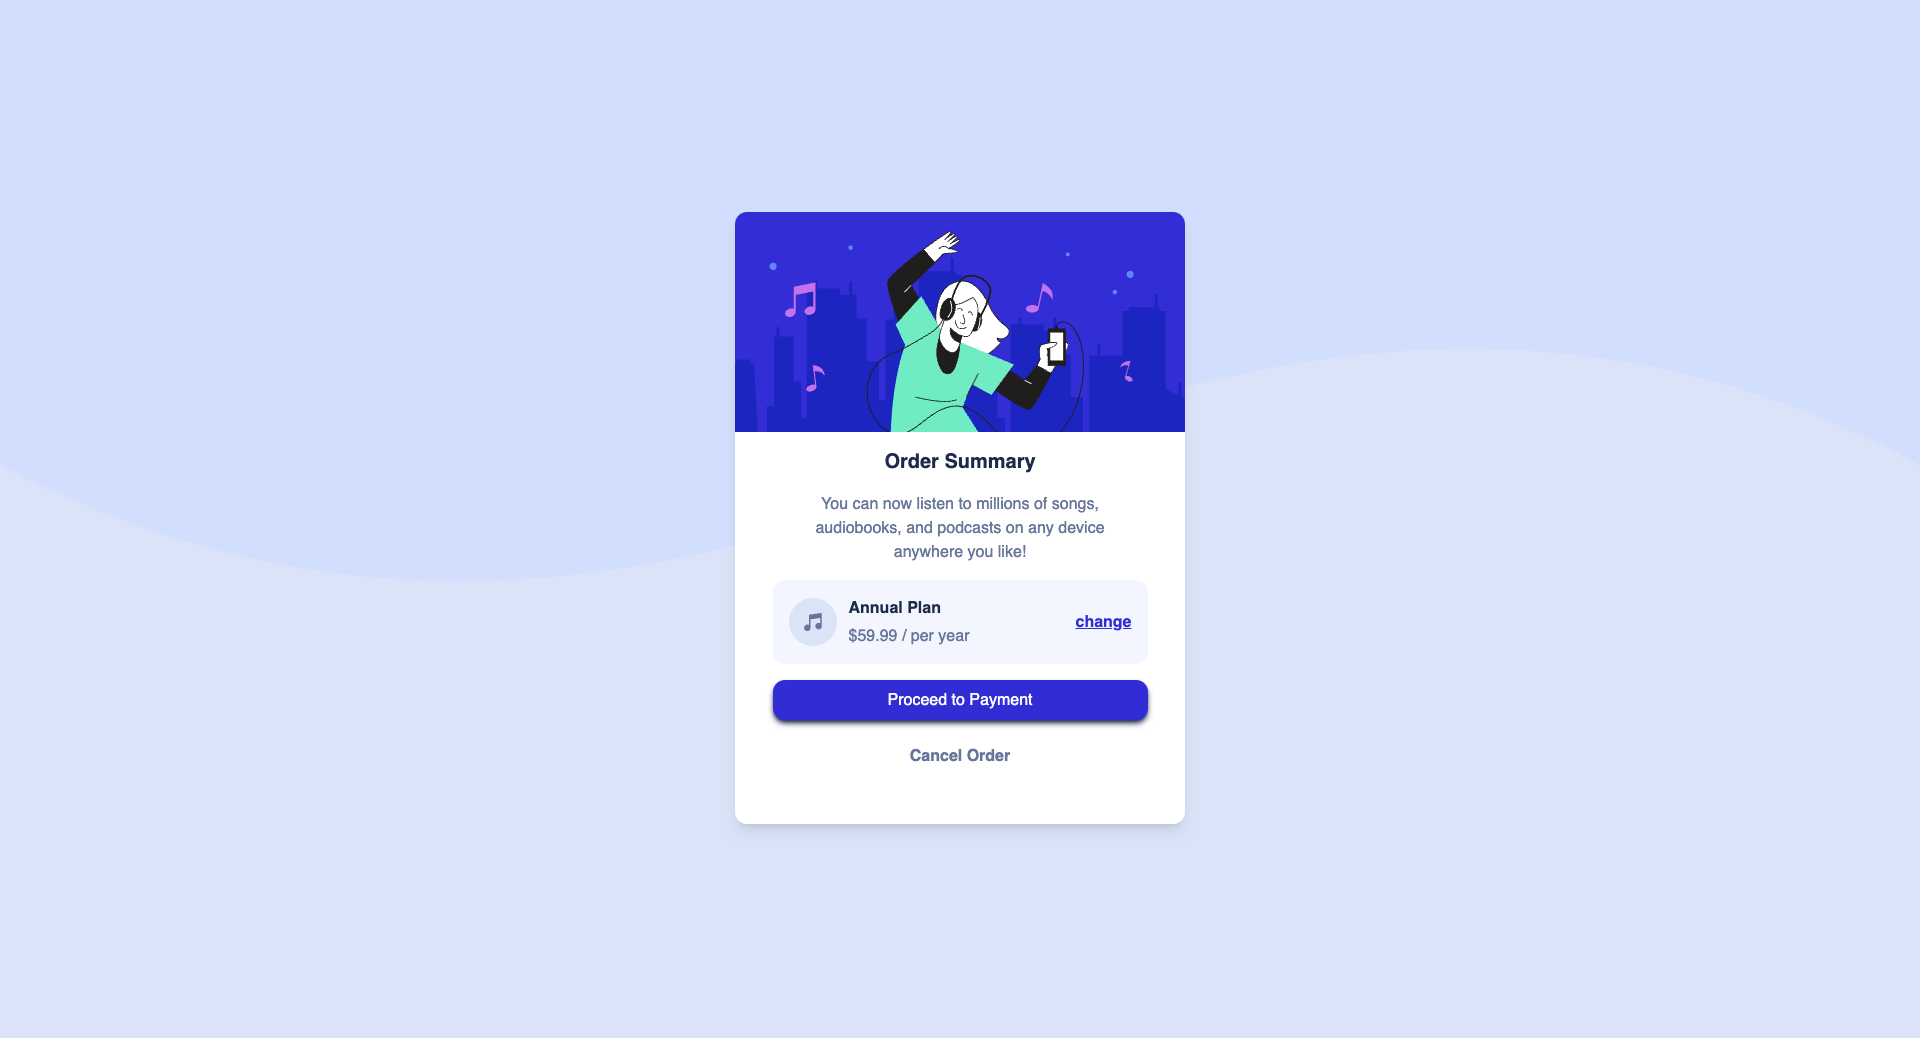 Order Summary
You can now listen to millions of songs,
audiobooks, and podcasts on any device
anywhere you like!
Annual Plan
$59.99 / per year
change
Proceed to Payment
Cancel Order